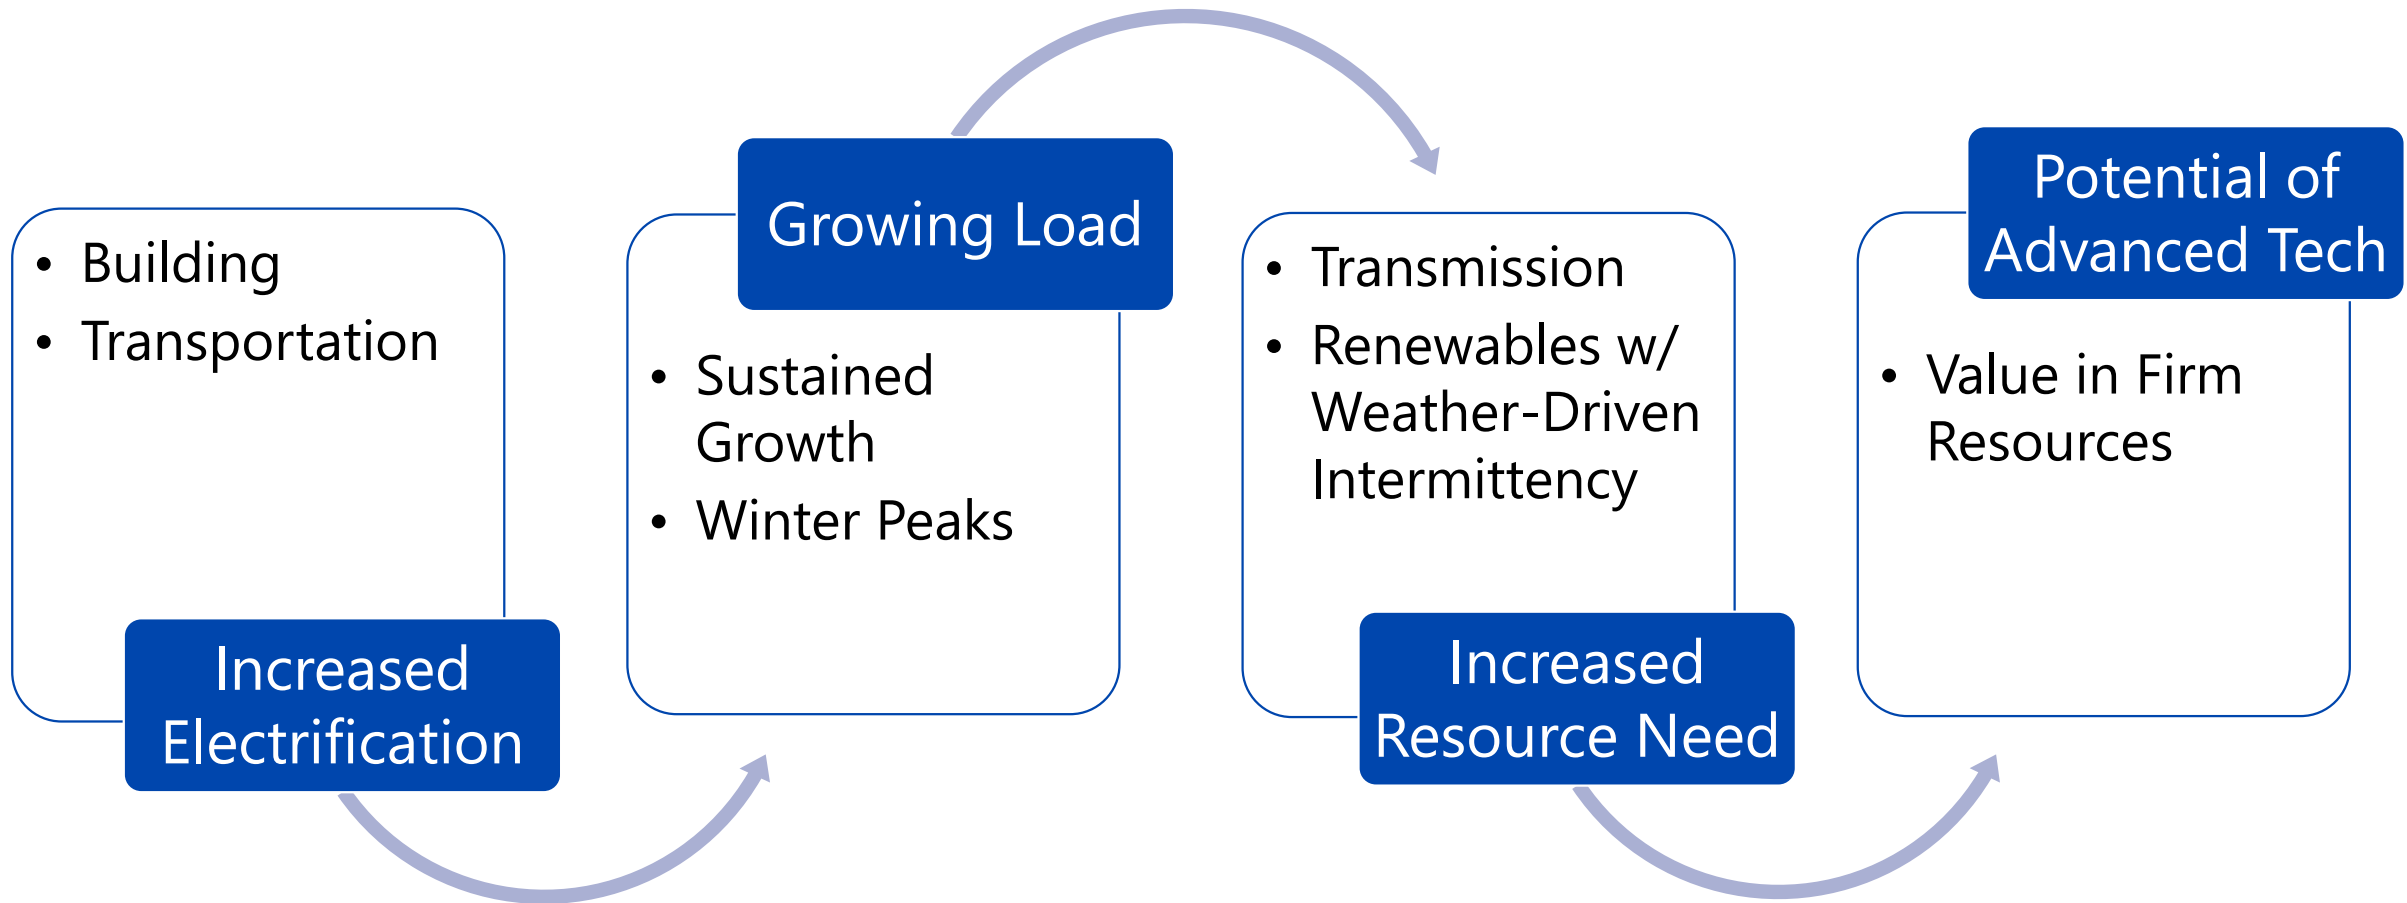 • Building
• Transportation
Increased
Electrification
Growing Load
• Sustained
Growth
• Winter Peaks
• Transmission
• Renewables w/
Weather-Driven
Intermittency
Increased
Resource Need
Potential of
Advanced Tech
• Value in Firm
Resources